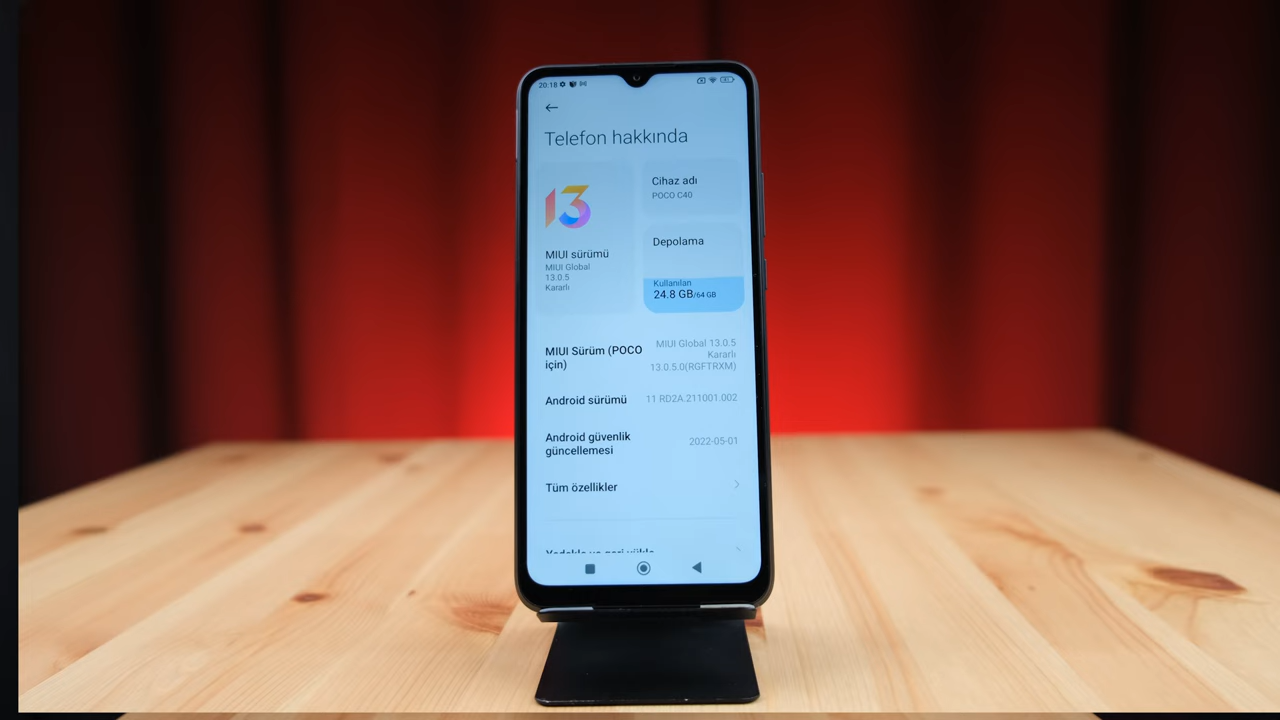 20:18
Telefon hakkında
13
MIUI sürümü
MIUI Global
13.0.5
Kararlı
Cihaz adı
POCO C40
Depolama
Kullanılan
24.8 GB/64 GB
MIUI Sürüm (POCO
için)
MIUI Global 13.0.5
Kararlı
13.0.5.0(RGFTRXM)
Android sürümü
11 RD2A.211001.002
Android güvenlik
güncellemesi
2022-05-01
Tüm özellikler